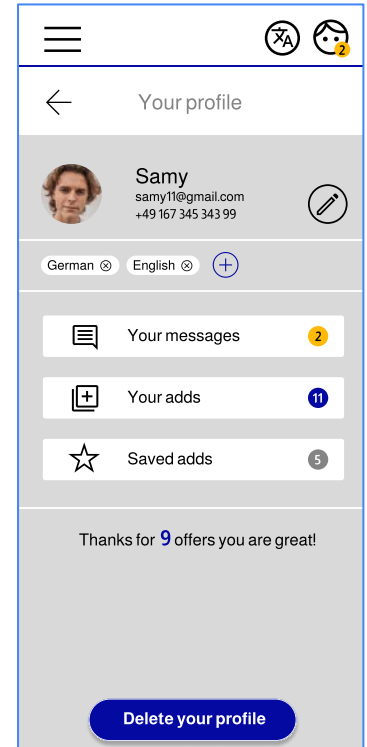 2
Your profile
Samy
samy11@gmail.com
+49 167 345 343 99
German
English
Your messages 2
Your adds 11
Saved adds 5
Thanks for 9 offers you are great!
Delete your profile